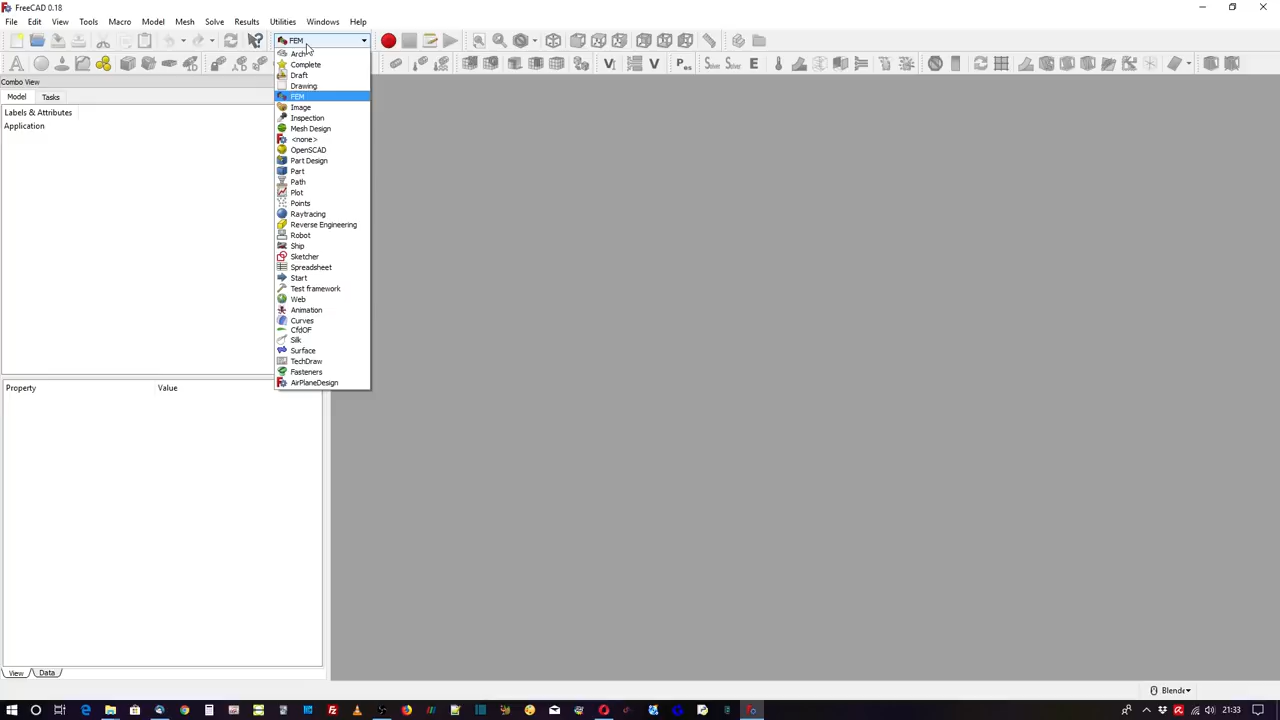 FreeCAD 0.18
File Edit View Tools Macro Model Mesh Solve Results Utilities Windows Help
FEM
Combo View
Model Tasks
Labels & Attributes
Application
Arch
Complete
Draft
Drawing
FEM
Image
Inspection
Mesh Design
<none>
OpenSCAD
Part Design
Part
Path
Plot
Points
Raytracing
Reverse Engineering
Robot
Ship
Sketcher
Spreadsheet
Start
Test framework
Web
Animation
Curves
CfdOF
Silk
Surface
TechDraw
Fasteners
AirPlaneDesign
Property Value
View Data
21:33